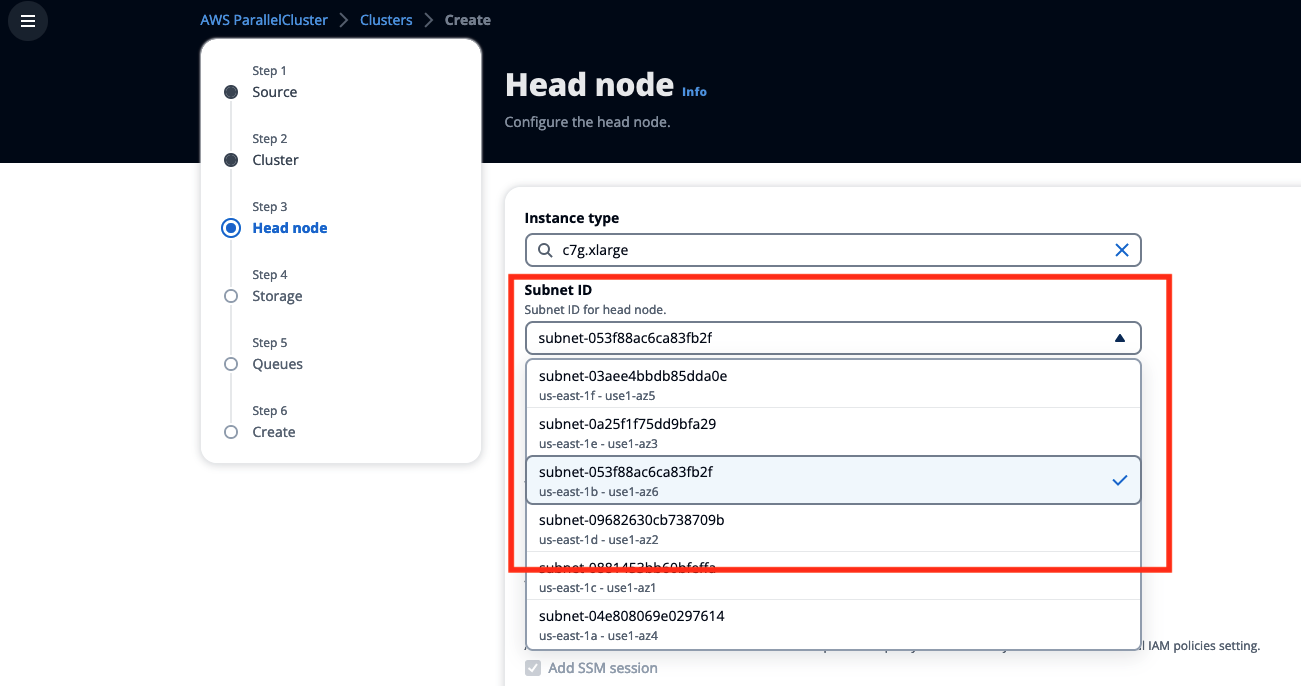 AWS ParallelCluster > Clusters > Create
Step 1
Source
Step 2
Cluster
Step 3
Head node
Step 4
Storage
Step 5
Queues
Step 6
Create
Head node Info
Configure the head node.
Instance type
c7g.xlarge
Subnet ID
Subnet ID for head node.
subnet-053f88ac6ca83fb2f
subnet-03aee4bbdb85dda0e
us-east-1f - use1-az5
subnet-0a25f1f75dd9bfa29
us-east-1e - use1-az3
subnet-053f88ac6ca83fb2f
us-east-1b - use1-az6
subnet-09682630cb738709b
us-east-1d - use1-az2
us-east-1c - use1-az1
subnet-04e808069e0297614
us-east-1a - use1-az4
IAM policies setting.
Add SSM session